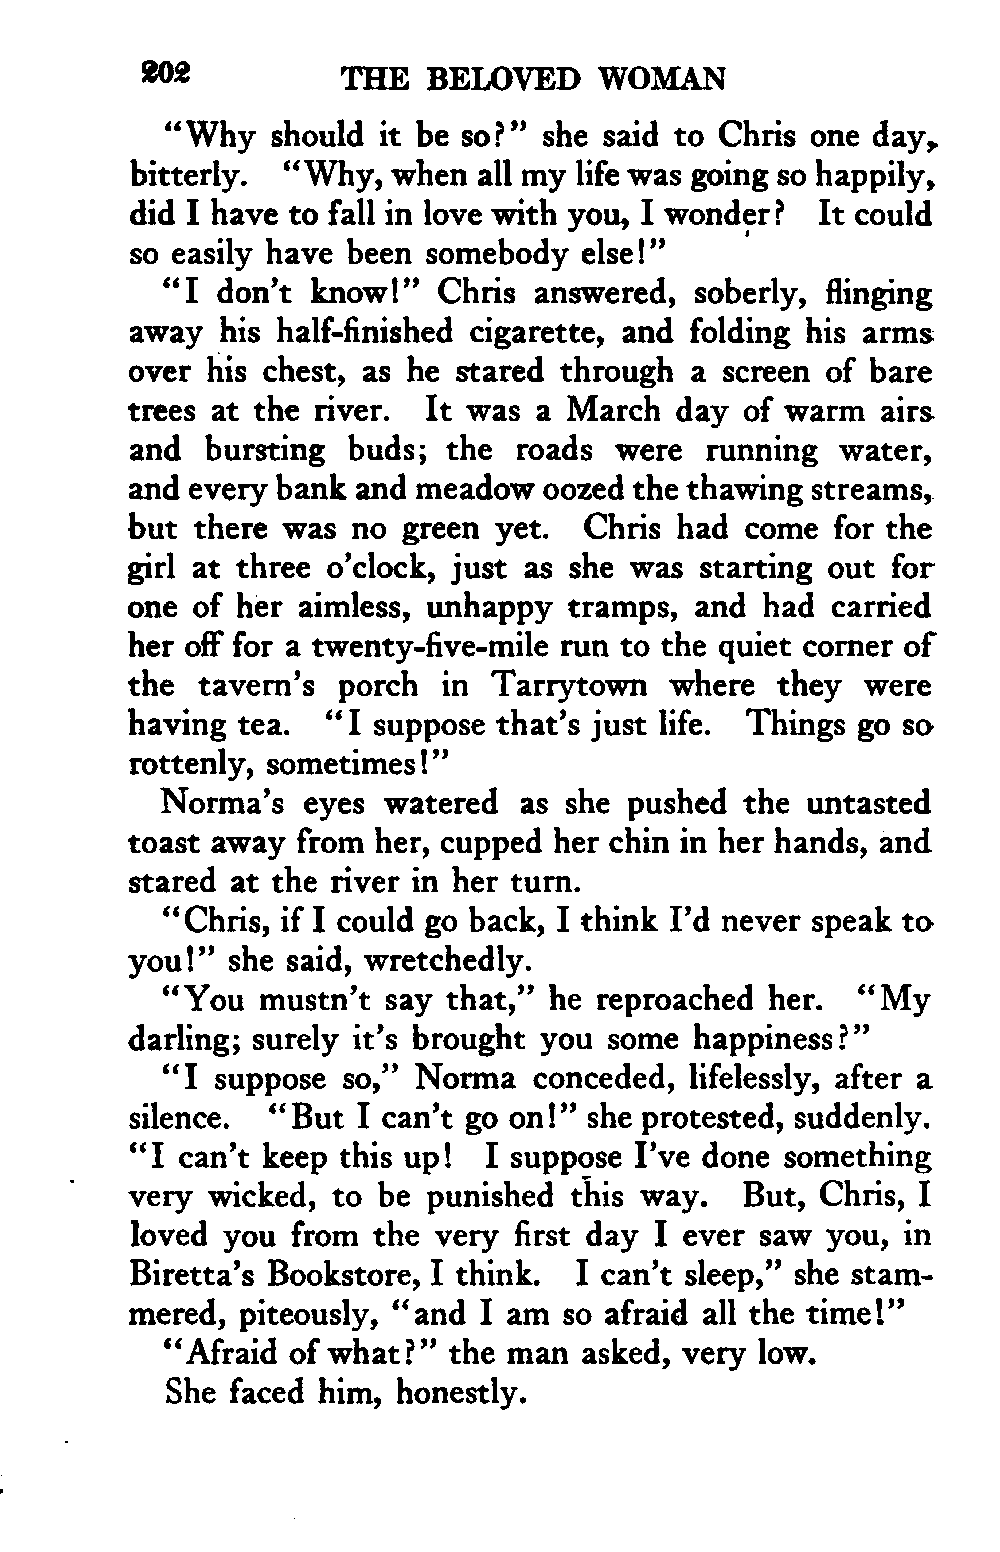 202 THE BELOVED WOMAN
"Why should it be so?" she said to Chris one day,
bitterly. "Why, when all my life was going so happily,
did I have to fall in love with you, I wonder? It could
so easily have been somebody else!"
"I don't know!" Chris answered, soberly, flinging
away his half-finished cigarette, and folding his arms
over his chest, as he stared through a screen of bare
trees at the river. It was a March day of warm airs
and bursting buds; the roads were running water,
and every bank and meadow oozed the thawing streams,
but there was no green yet. Chris had come for the
girl at three o'clock, just as she was starting out for
one of her aimless, unhappy tramps, and had carried
her off for a twenty-five-mile run to the quiet corner of
the tavern's porch in Tarrytown where they were
having tea. "I suppose that's just life. Things go so
rottenly, sometimes!"
Norma's eyes watered as she pushed the untasted
toast away from her, cupped her chin in her hands, and
stared at the river in her turn.
"Chris, if I could go back, I think I'd never speak to
you!" she said, wretchedly.
"You mustn't say that," he reproached her. "My
darling; surely it's brought you some happiness?"
"I suppose so," Norma conceded, lifelessly, after a
silence. "But I can't go on!" she protested, suddenly.
"I can't keep this up! I suppose I've done something
very wicked, to be punished this way. But, Chris, I
loved you from the very first day I ever saw you, in
Biretta's Bookstore, I think. I can't sleep," she stam-
mered, piteously, "and I am so afraid all the time!"
"Afraid of what?" the man asked, very low.
She faced him, honestly.